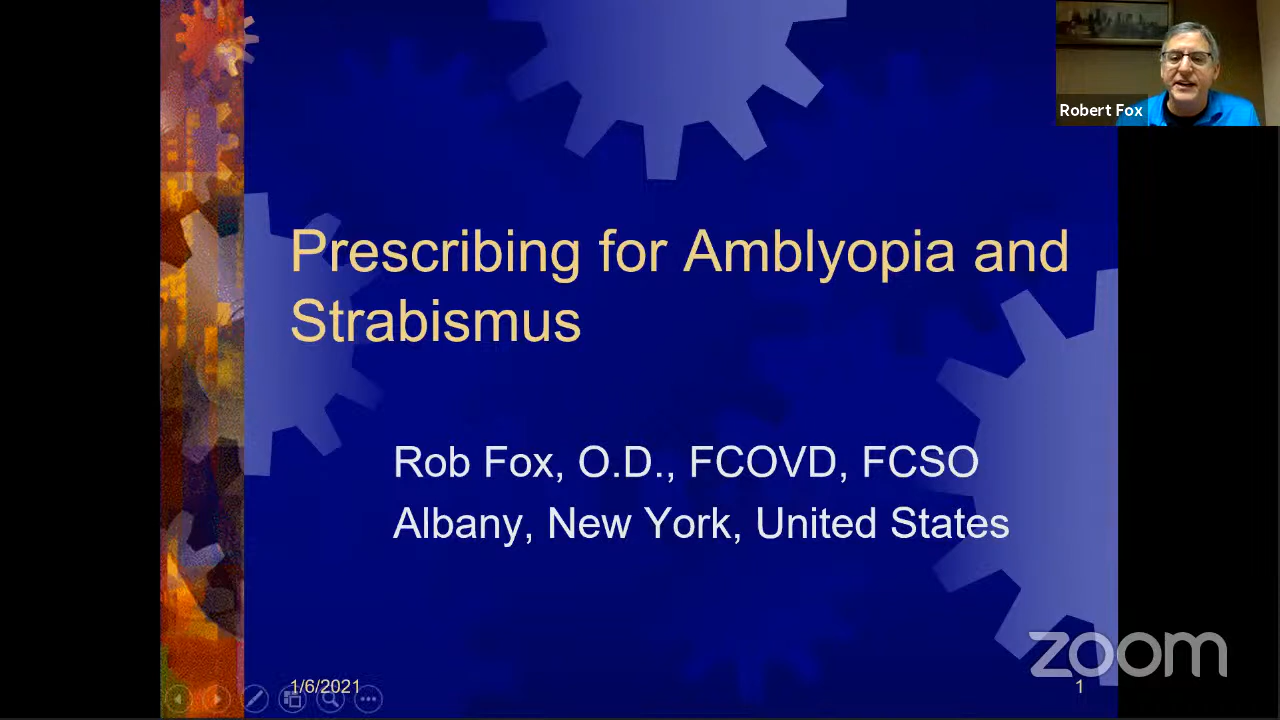 Robert Fox
Prescribing for Amblyopia and
Strabismus
Rob Fox, O.D., FCOVD, FCSO
Albany, New York, United States
zoom
1/6/2021
1